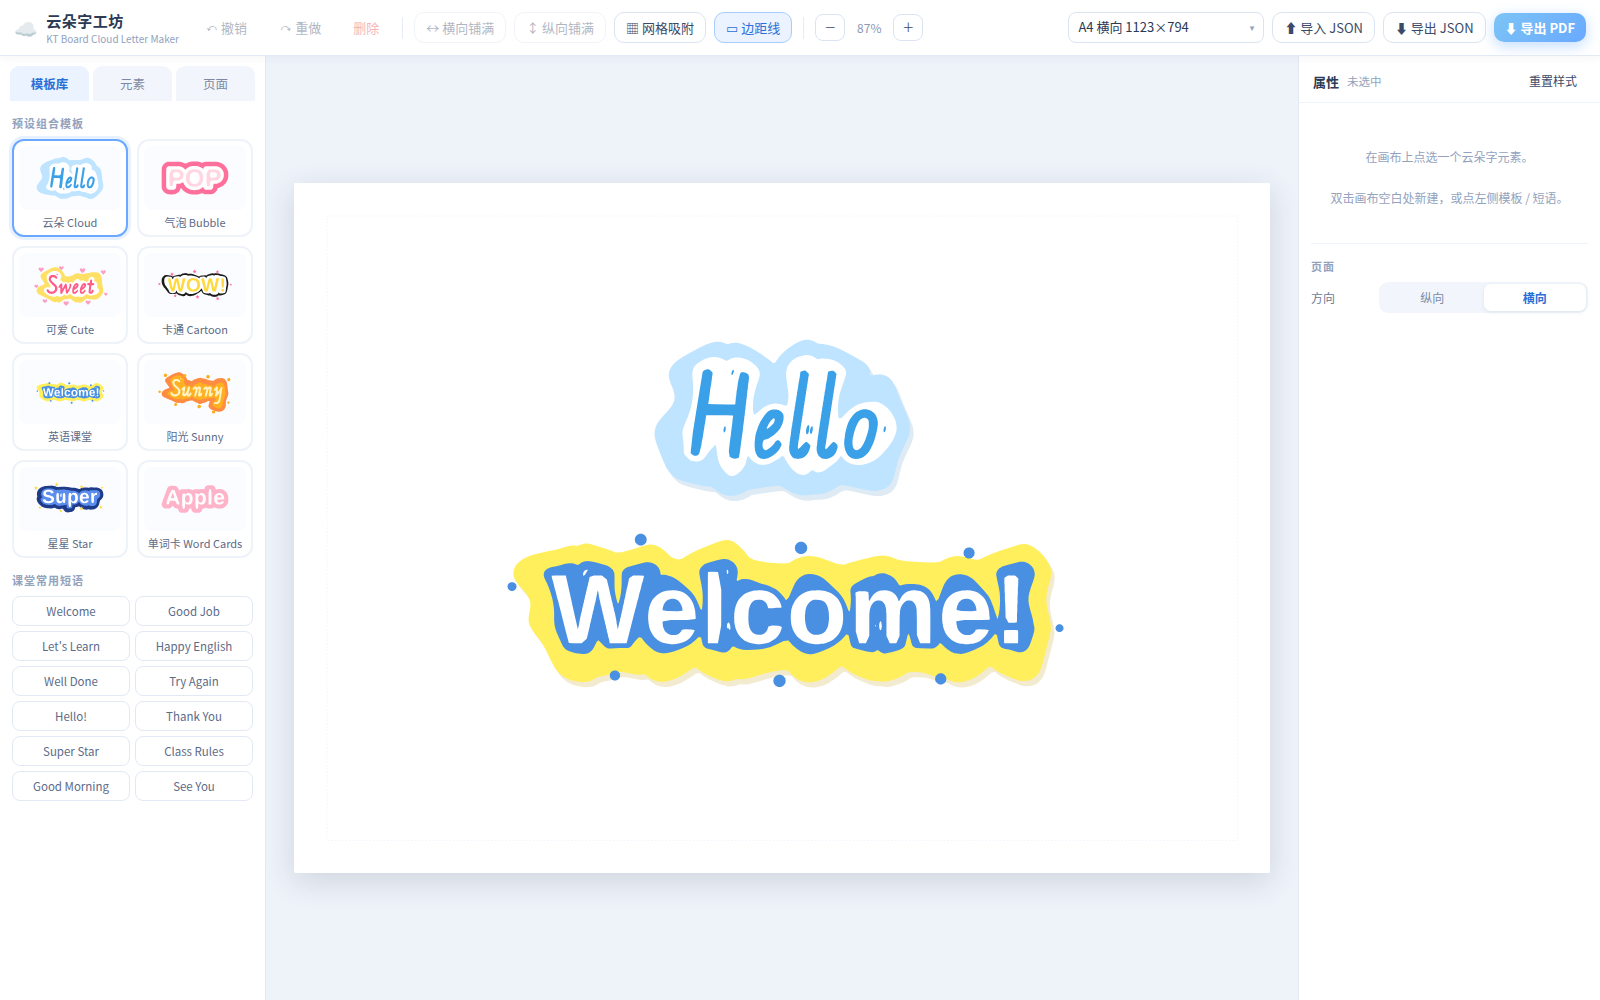 云朵字工坊
KT Board Cloud Letter Maker
撤销
重做
删除
横向铺满
纵向铺满
网格吸附
边距线
− 87% +
A4 横向 1123×794
导入 JSON
导出 JSON
导出 PDF
模板库
元素
页面
预设组合模板
Hello
云朵 Cloud
POP
气泡 Bubble
Sweet
可爱 Cute
WOW!
卡通 Cartoon
Welcome!
英语课堂
Sunny
阳光 Sunny
Super
星星 Star
Apple
单词卡 Word Cards
课堂常用短语
Welcome
Good Job
Let's Learn
Happy English
Well Done
Try Again
Hello!
Thank You
Super Star
Class Rules
Good Morning
See You
Hello
Welcome!
属性 未选中
重置样式
在画布上点选一个云朵字元素。
双击画布空白处新建，或点左侧模板 / 短语。
页面
方向
纵向
横向